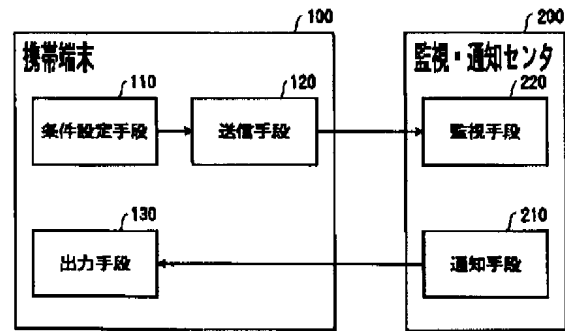 100
200
携帯端末
監視・通知センタ
110
120
220
条件設定手段
送信手段
監視手段
130
210
出力手段
通知手段